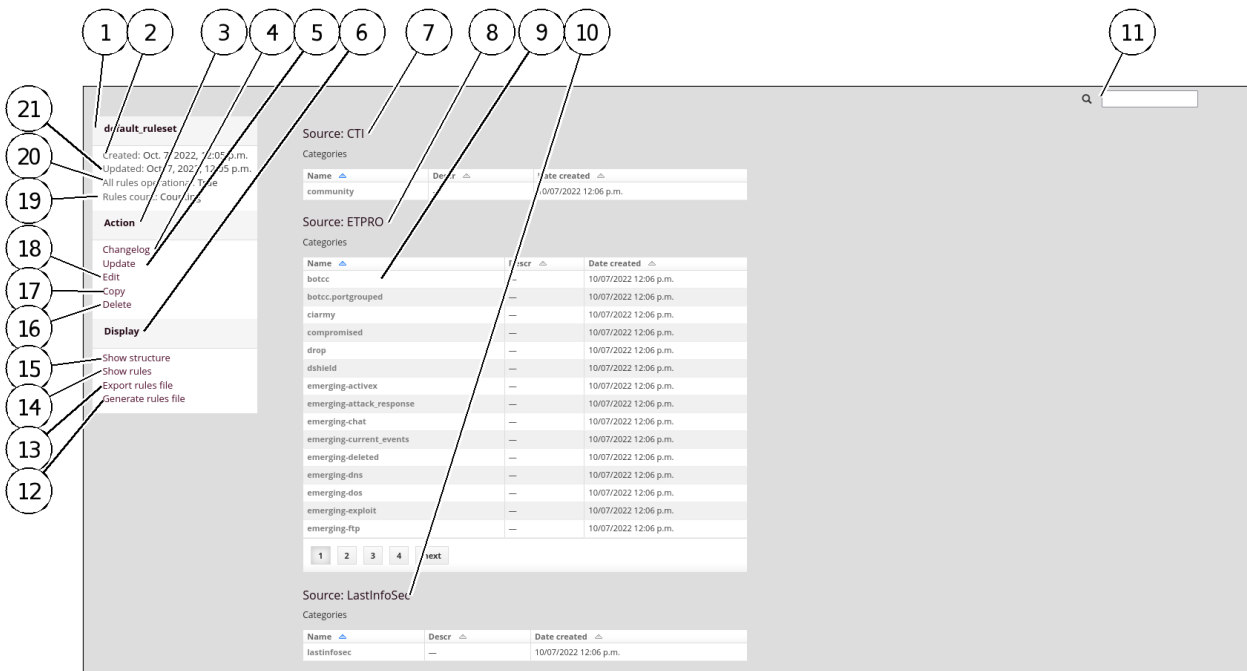 1 2 3 4 5 6 7 8 9 10 11
21
20
19
18
17
16
15
14
13
12
default_ruleset
Created: Oct. 7, 2022, 12:05 p.m.
Updated: Oct. 7, 2022, 12:05 p.m.
All rules operational: True
Rules count: Counting
Action
Changelog
Update
Edit
Copy
Delete
Display
Show structure
Show rules
Export rules file
Generate rules file
Source: CTI
Categories
Name Descr Date created
community — 10/07/2022 12:06 p.m.
Source: ETPRO
Categories
Name Descr Date created
botcc — 10/07/2022 12:06 p.m.
botcc.portgrouped — 10/07/2022 12:06 p.m.
ciarmy — 10/07/2022 12:06 p.m.
compromised — 10/07/2022 12:06 p.m.
drop — 10/07/2022 12:06 p.m.
dshield — 10/07/2022 12:06 p.m.
emerging-activex — 10/07/2022 12:06 p.m.
emerging-attack_response — 10/07/2022 12:06 p.m.
emerging-chat — 10/07/2022 12:06 p.m.
emerging-current_events — 10/07/2022 12:06 p.m.
emerging-deleted — 10/07/2022 12:06 p.m.
emerging-dns — 10/07/2022 12:06 p.m.
emerging-dos — 10/07/2022 12:06 p.m.
emerging-exploit — 10/07/2022 12:06 p.m.
emerging-ftp — 10/07/2022 12:06 p.m.
1 2 3 4 next
Source: LastInfoSec
Categories
Name Descr Date created
lastinfosec — 10/07/2022 12:06 p.m.